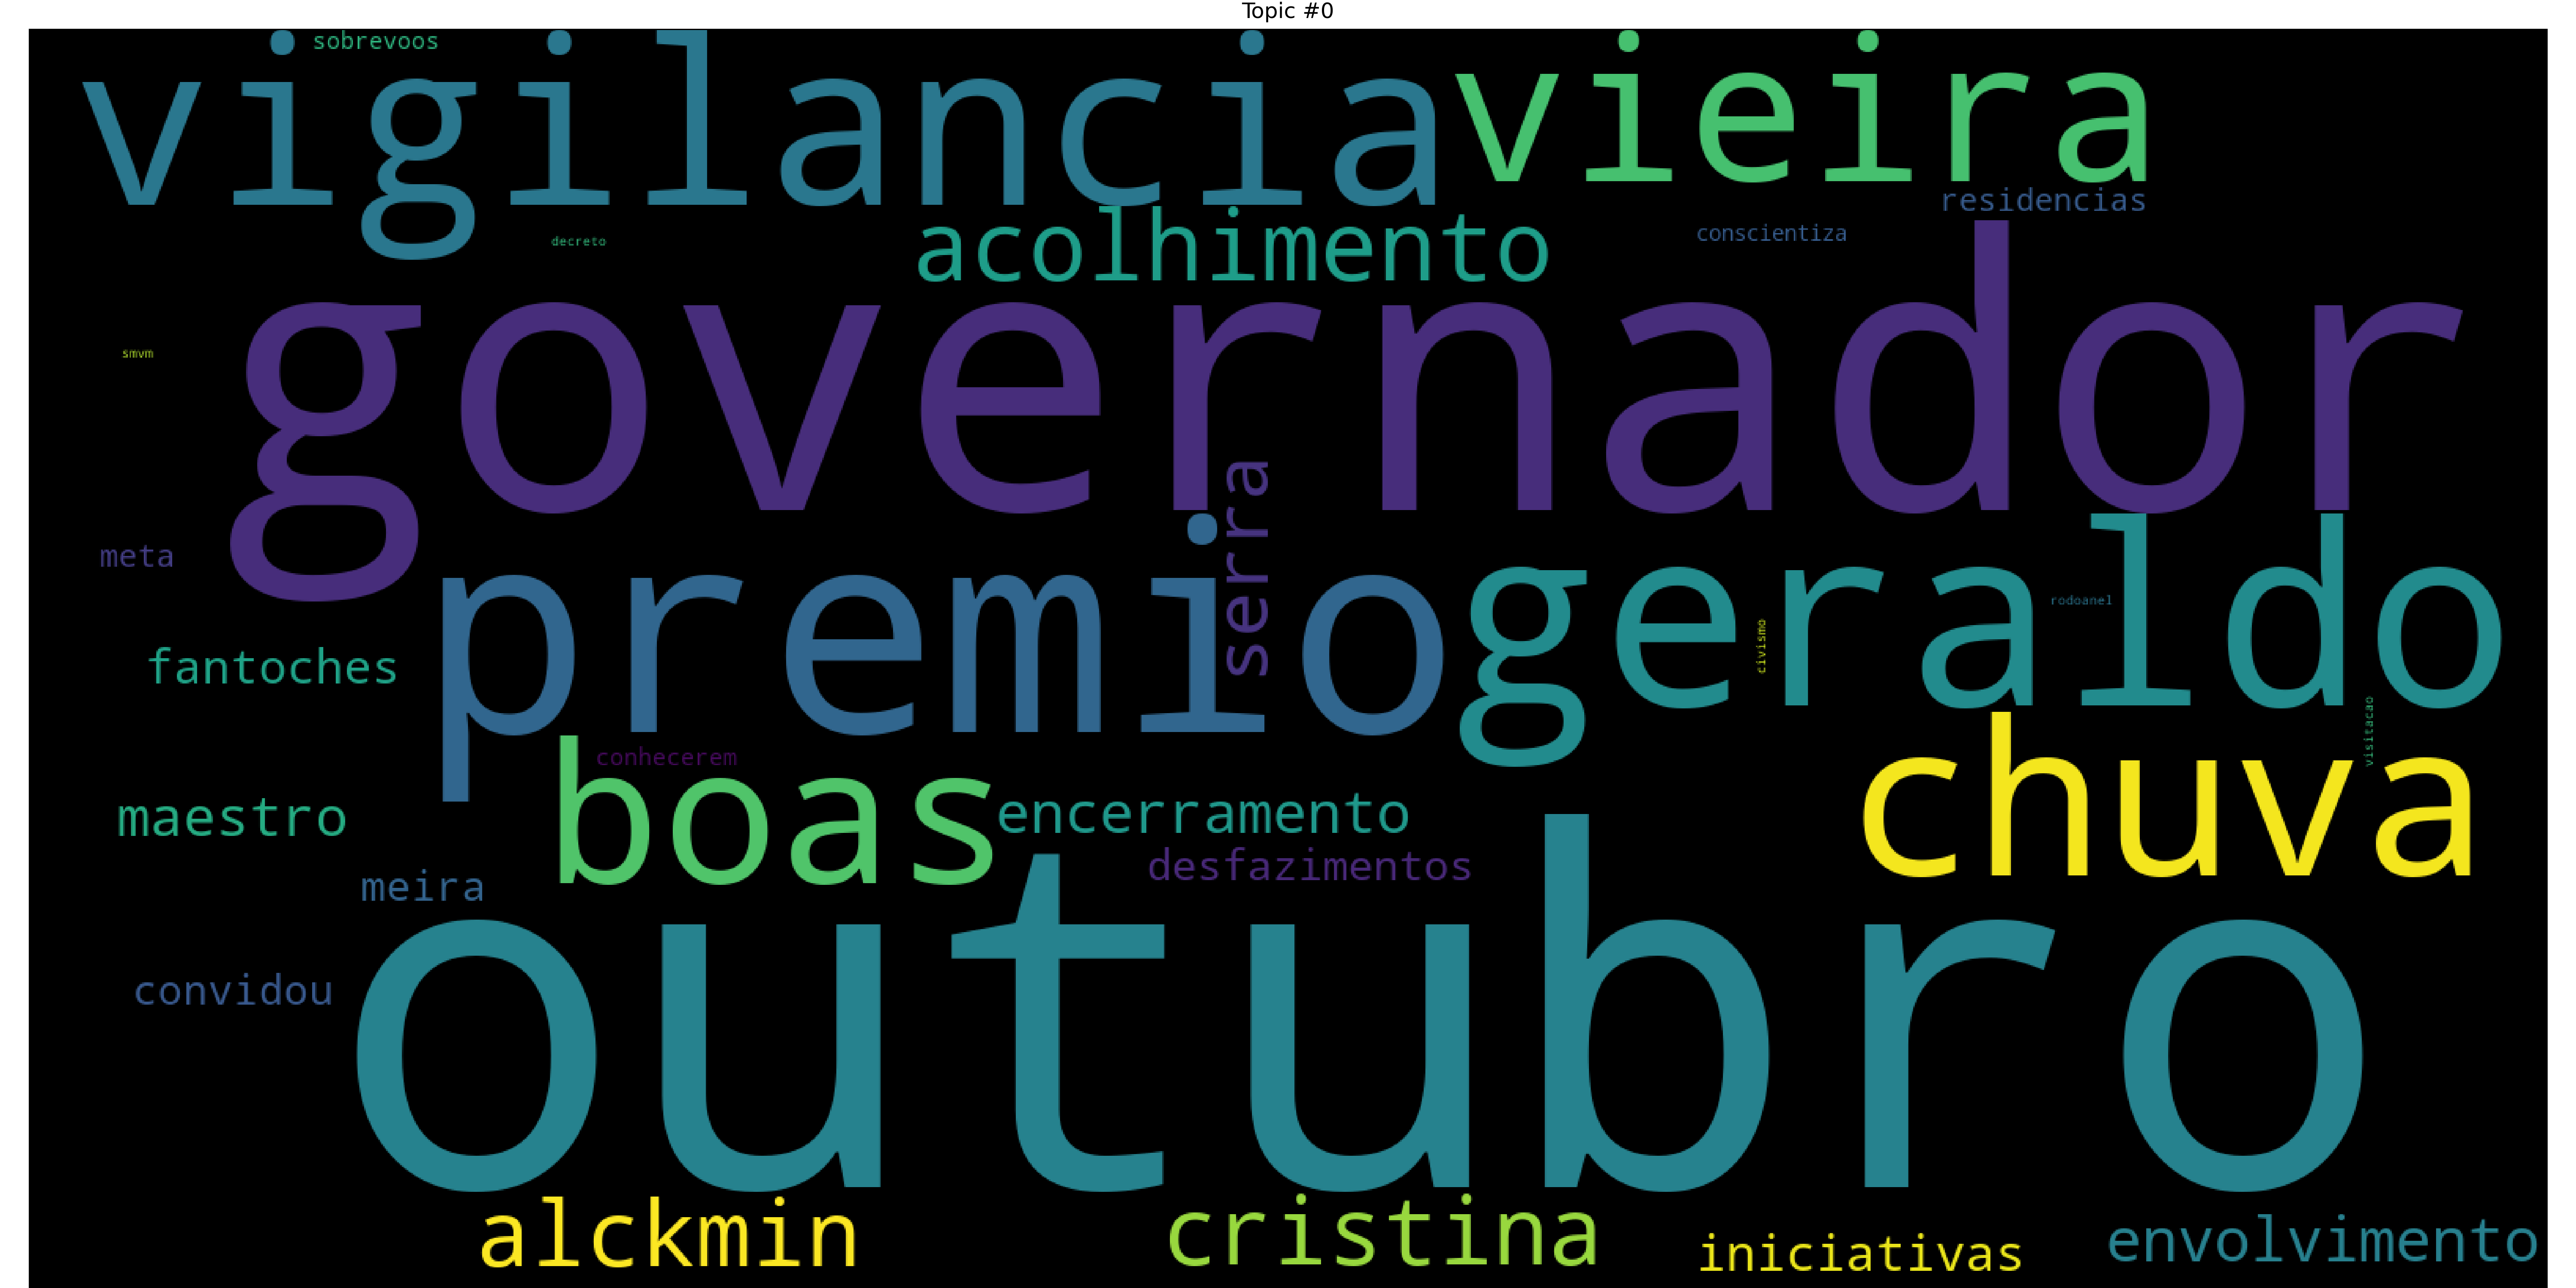 Topic #0
sobrevoos
vigilancia
vieira
residencias
decreto
acolhimento
conscientiza
smvm
governador
serra
meta
premio
geraldo
rodoanel
civismo
fantoches
visitacao
conhecerem
boas
chuva
maestro
encerramento
desfazimentos
meira
outubro
convidou
alckmin
cristina
iniciativas
envolvimento